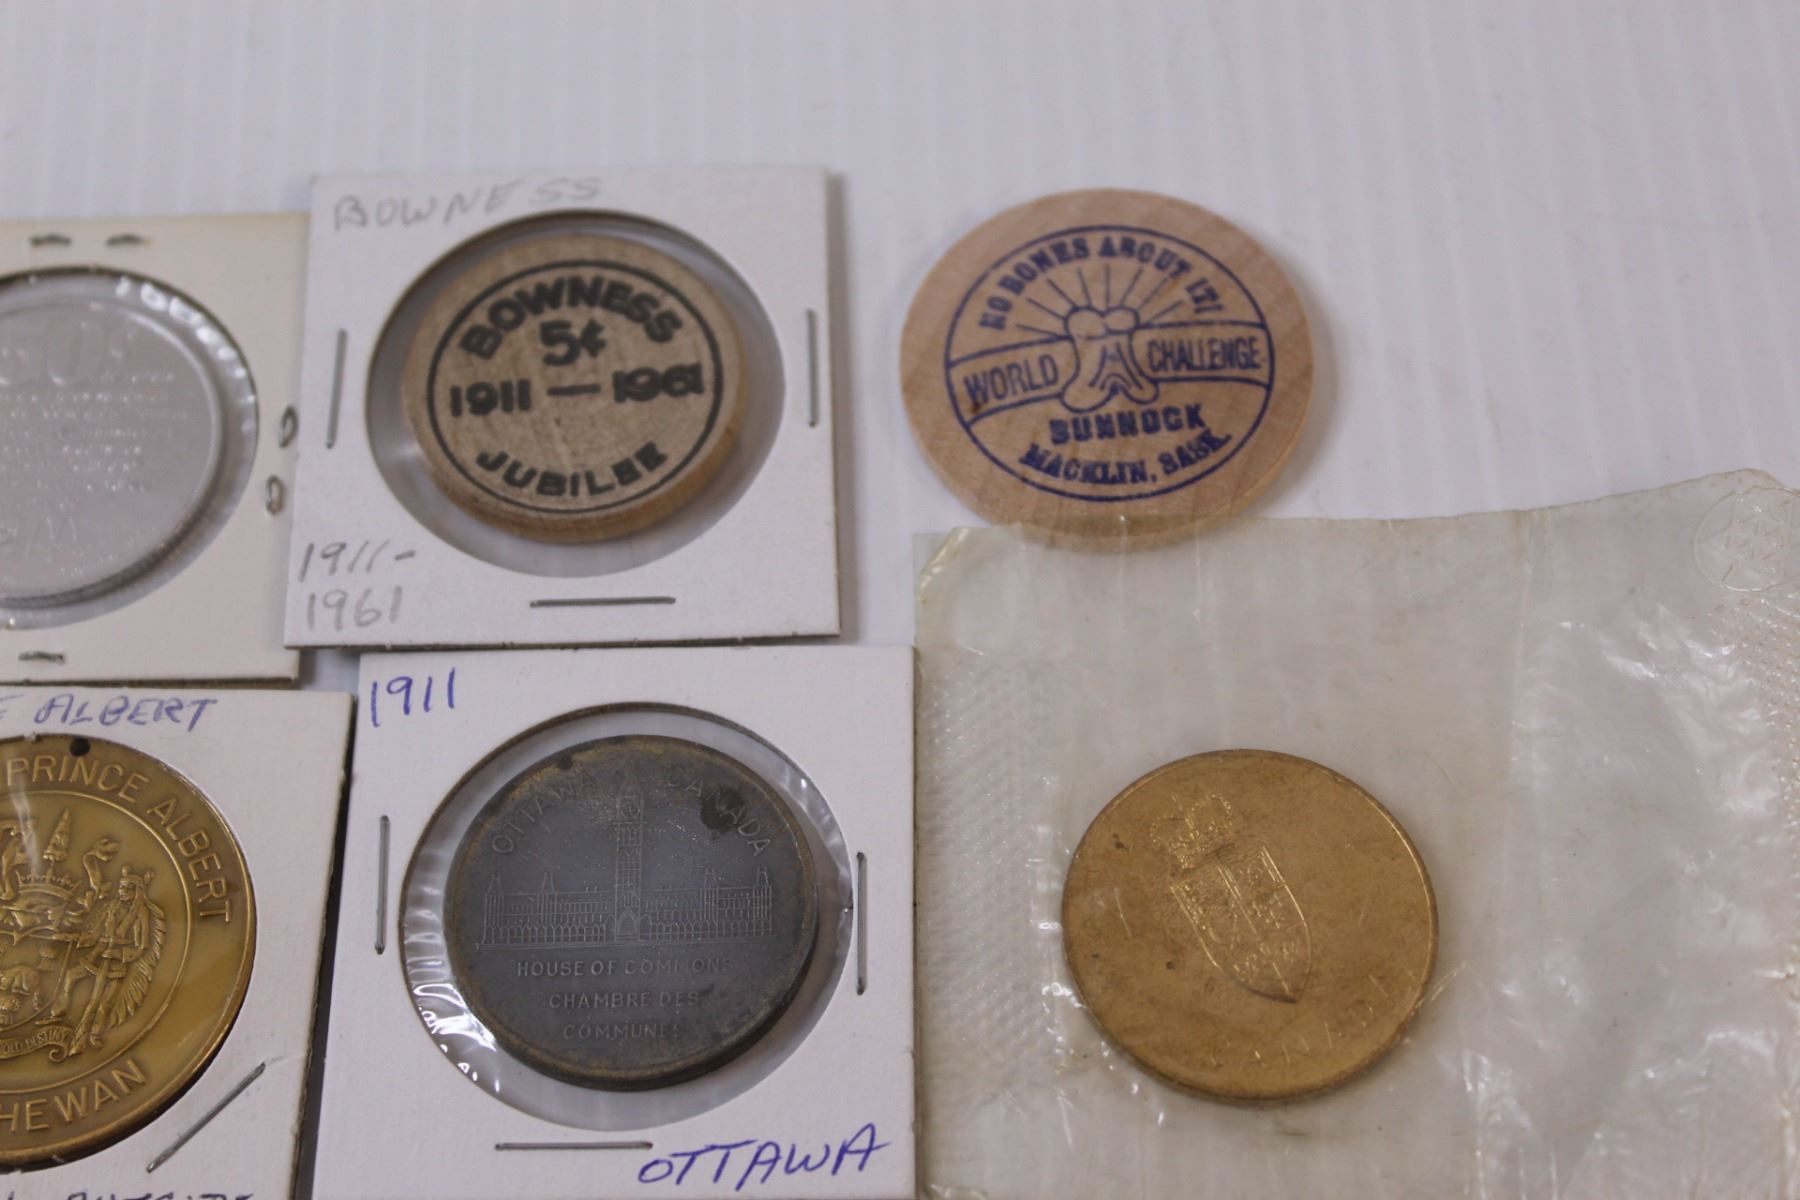 BOWNESS
BOWNESS
5¢
1911 — 1961
JUBILEE
1911-
1961
NO BONES ABOUT IT!
WORLD CHALLENGE
BUNNOCK
MACKLIN, SASK.
ALBERT
PRINCE ALBERT
HEWAN
1911
OTTAWA CANADA
HOUSE OF COMMONS
CHAMBRE DES
COMMUNES
OTTAWA
CANADA